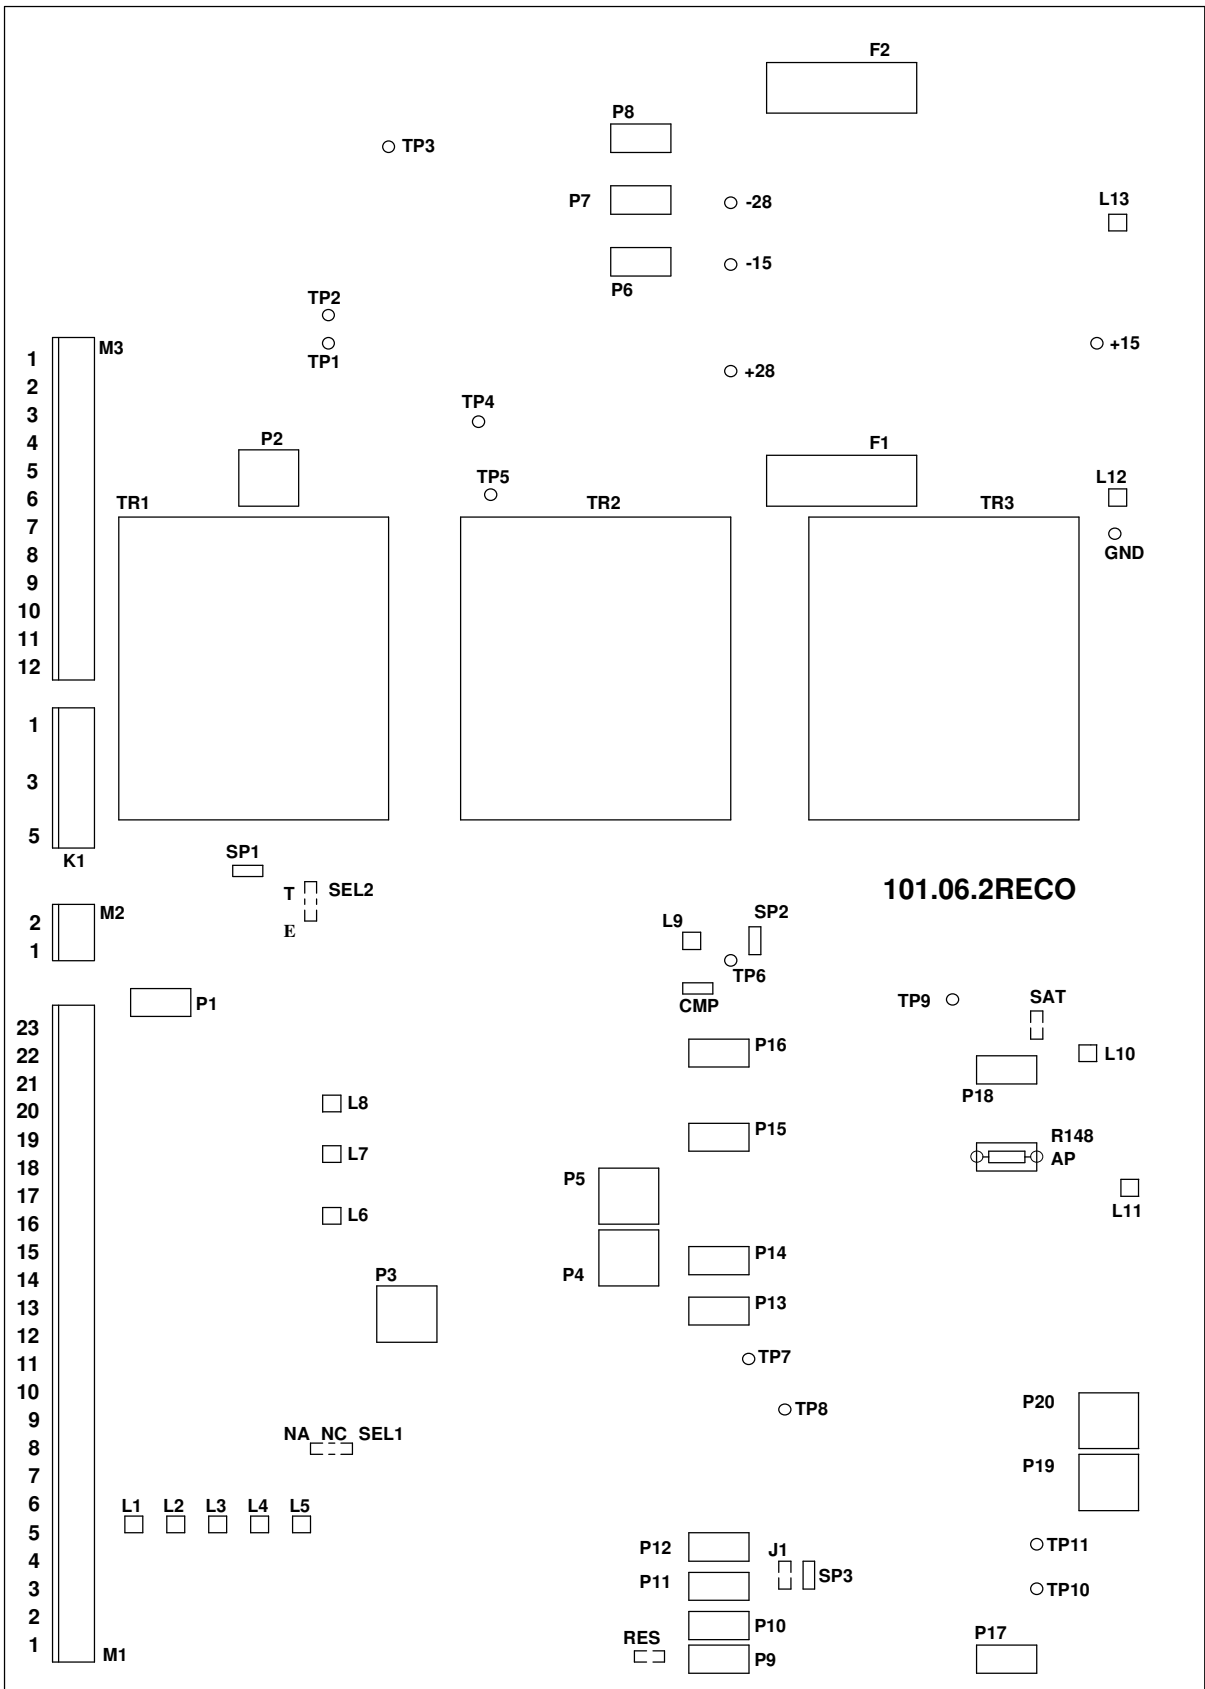 F2
P8
TP3
P7
-28
L13
-15
P6
TP2
M3
TP1
+15
1
+28
2
TP4
3
P2
F1
4
5
TP5
L12
6
TR1
TR2
TR3
7
GND
8
9
10
11
12
1
3
5
K1
SP1
T
SEL2
101.06.2RECO
M2
L9
SP2
2
E
1
TP6
P1
CMP
TP9
SAT
23
22
P16
L10
21
P18
20
L8
19
P15
R148
18
L7
AP
P5
17
16
L6
L11
15
P14
14
P3
P4
13
P13
12
11
TP7
10
P20
9
TP8
NA NC SEL1
8
7
P19
6
L1 L2 L3 L4 L5
5
P12
J1
TP11
4
P11
SP3
3
TP10
2
P10
RES
P17
1
M1
P9